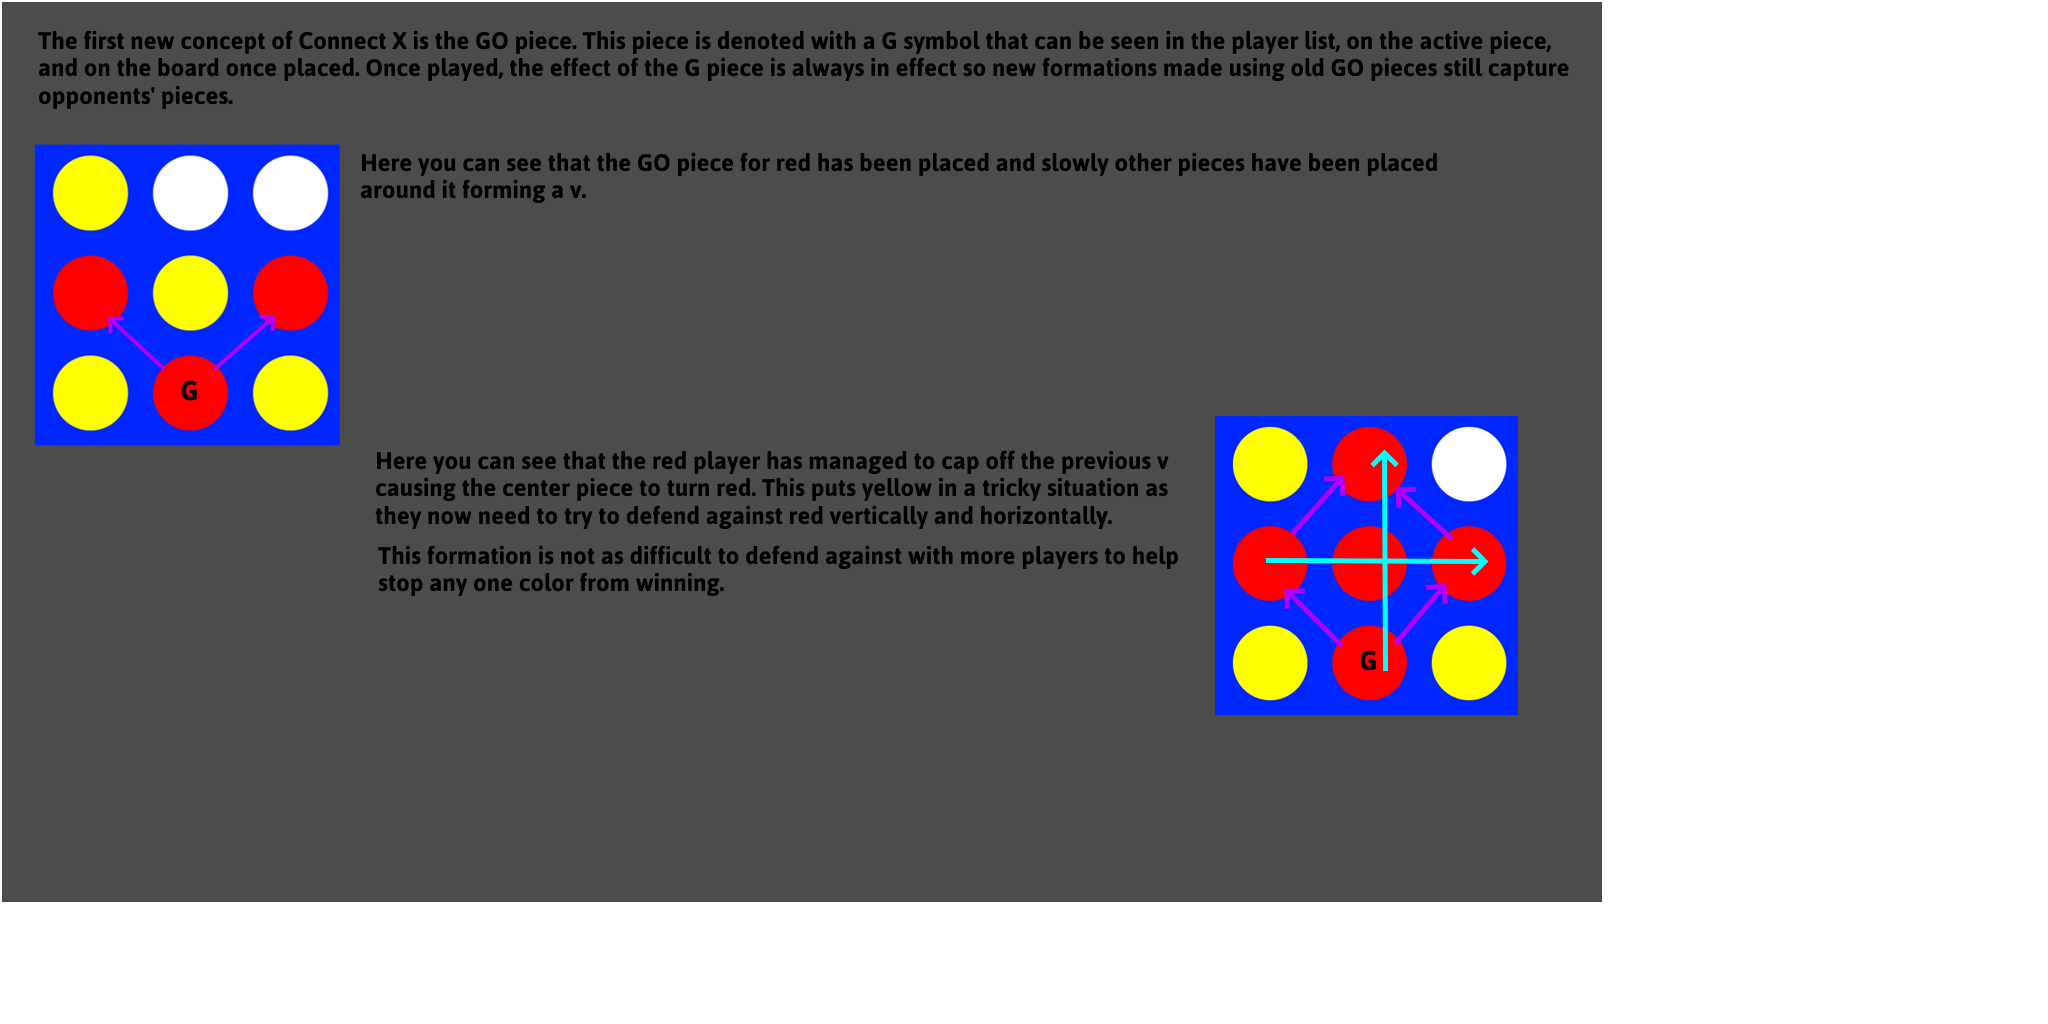 The first new concept of Connect X is the GO piece. This piece is denoted with a G symbol that can be seen in the player list, on the active piece,
and on the board once placed. Once played, the effect of the G piece is always in effect so new formations made using old GO pieces still capture
opponents' pieces.
Here you can see that the GO piece for red has been placed and slowly other pieces have been placed
around it forming a v.
G
Here you can see that the red player has managed to cap off the previous v
causing the center piece to turn red. This puts yellow in a tricky situation as
they now need to try to defend against red vertically and horizontally.
This formation is not as difficult to defend against with more players to help
stop any one color from winning.
G